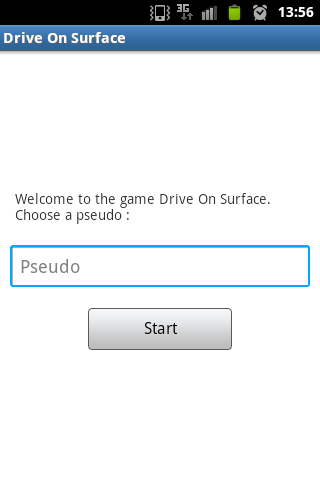 3G 13:56
Drive On Surface
Welcome to the game Drive On Surface.
Choose a pseudo :
Pseudo
Start